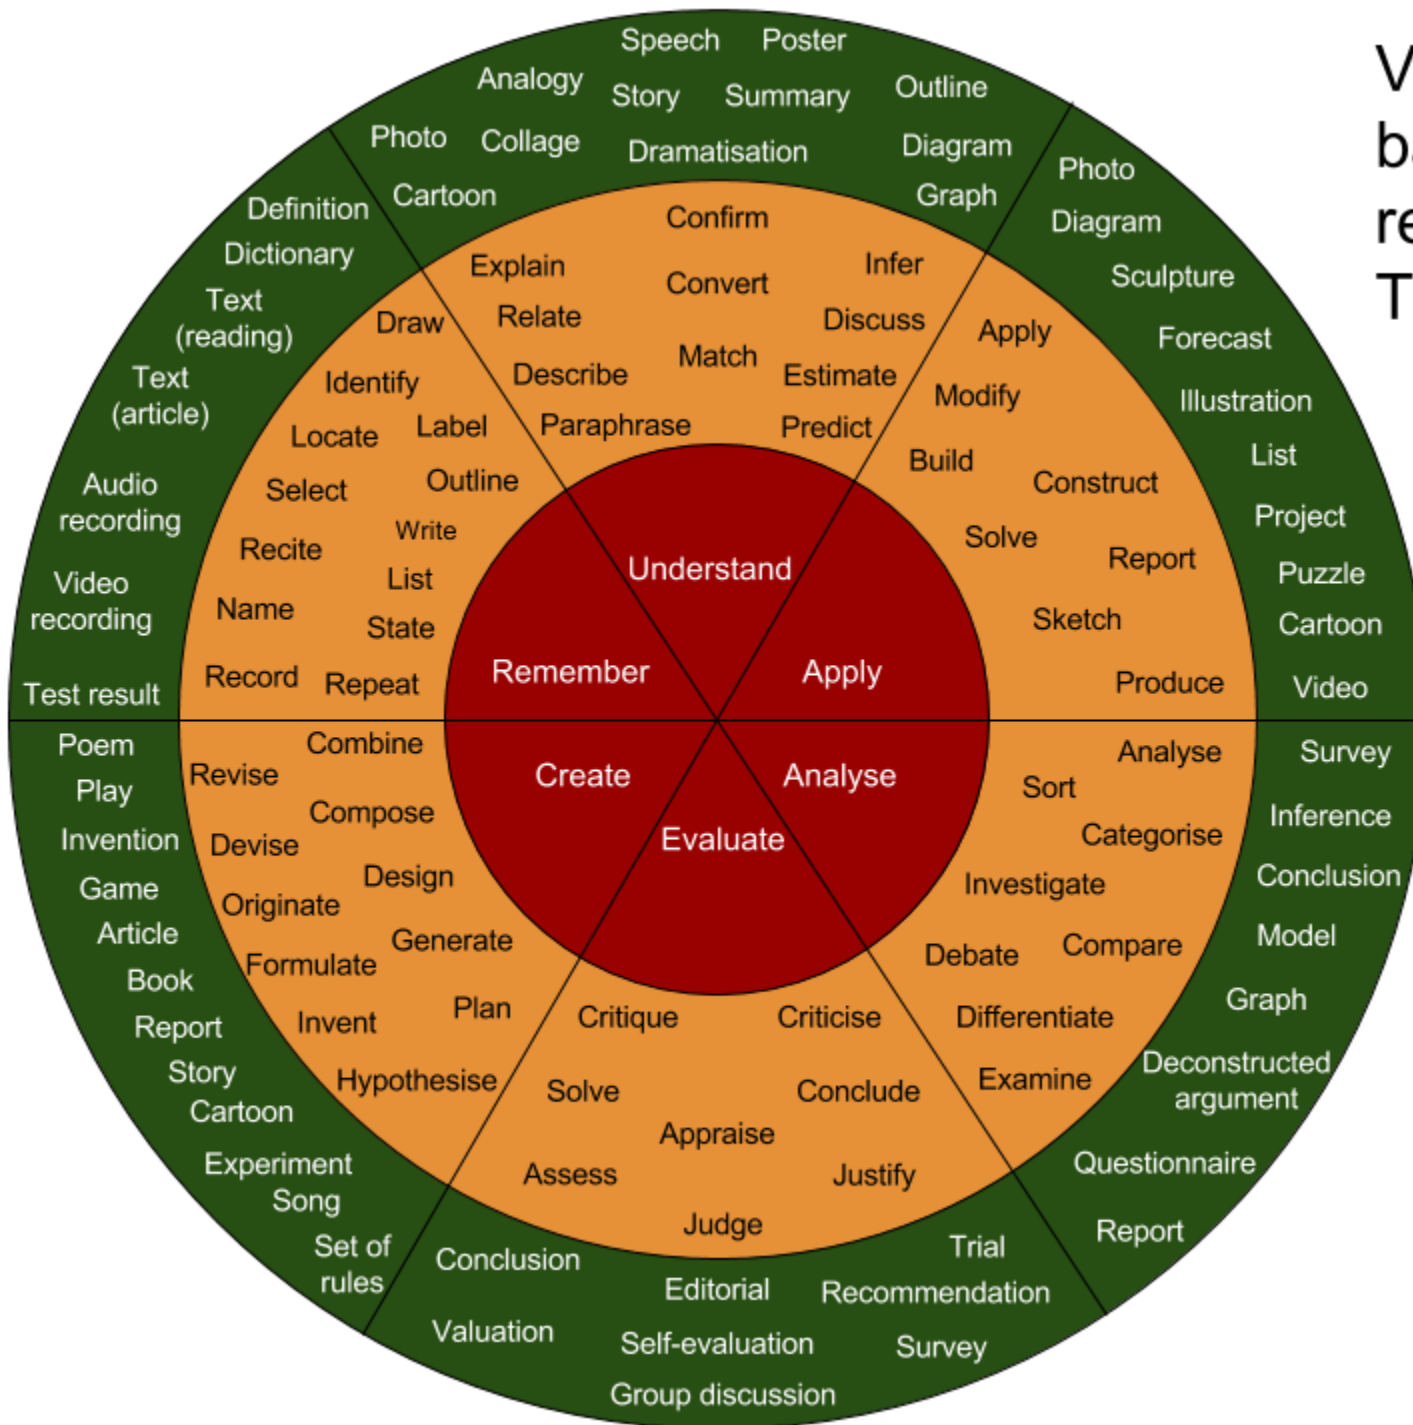 Speech
Poster
Analogy
Story
Summary
Outline
Photo
Collage
Dramatisation
Diagram
Cartoon
Graph
Confirm
Explain
Convert
Infer
Relate
Discuss
Describe
Match
Estimate
Paraphrase
Predict
Understand
Photo
Diagram
Sculpture
Forecast
Illustration
List
Project
Puzzle
Cartoon
Video
Apply
Modify
Build
Construct
Solve
Report
Sketch
Produce
Apply
Survey
Inference
Conclusion
Model
Graph
Deconstructed
argument
Questionnaire
Report
Analyse
Sort
Categorise
Investigate
Debate
Compare
Differentiate
Examine
Analyse
Evaluate
Critique
Criticise
Solve
Conclude
Appraise
Assess
Justify
Judge
Conclusion
Trial
Editorial
Recommendation
Valuation
Self-evaluation
Survey
Group discussion
Create
Combine
Revise
Compose
Devise
Design
Originate
Generate
Formulate
Plan
Invent
Hypothesise
Poem
Play
Invention
Game
Article
Book
Report
Story
Cartoon
Experiment
Song
Set of
rules
Remember
Draw
Identify
Label
Locate
Outline
Select
Write
Recite
List
Name
State
Record
Repeat
Definition
Dictionary
Text
(reading)
Text
(article)
Audio
recording
Video
recording
Test result